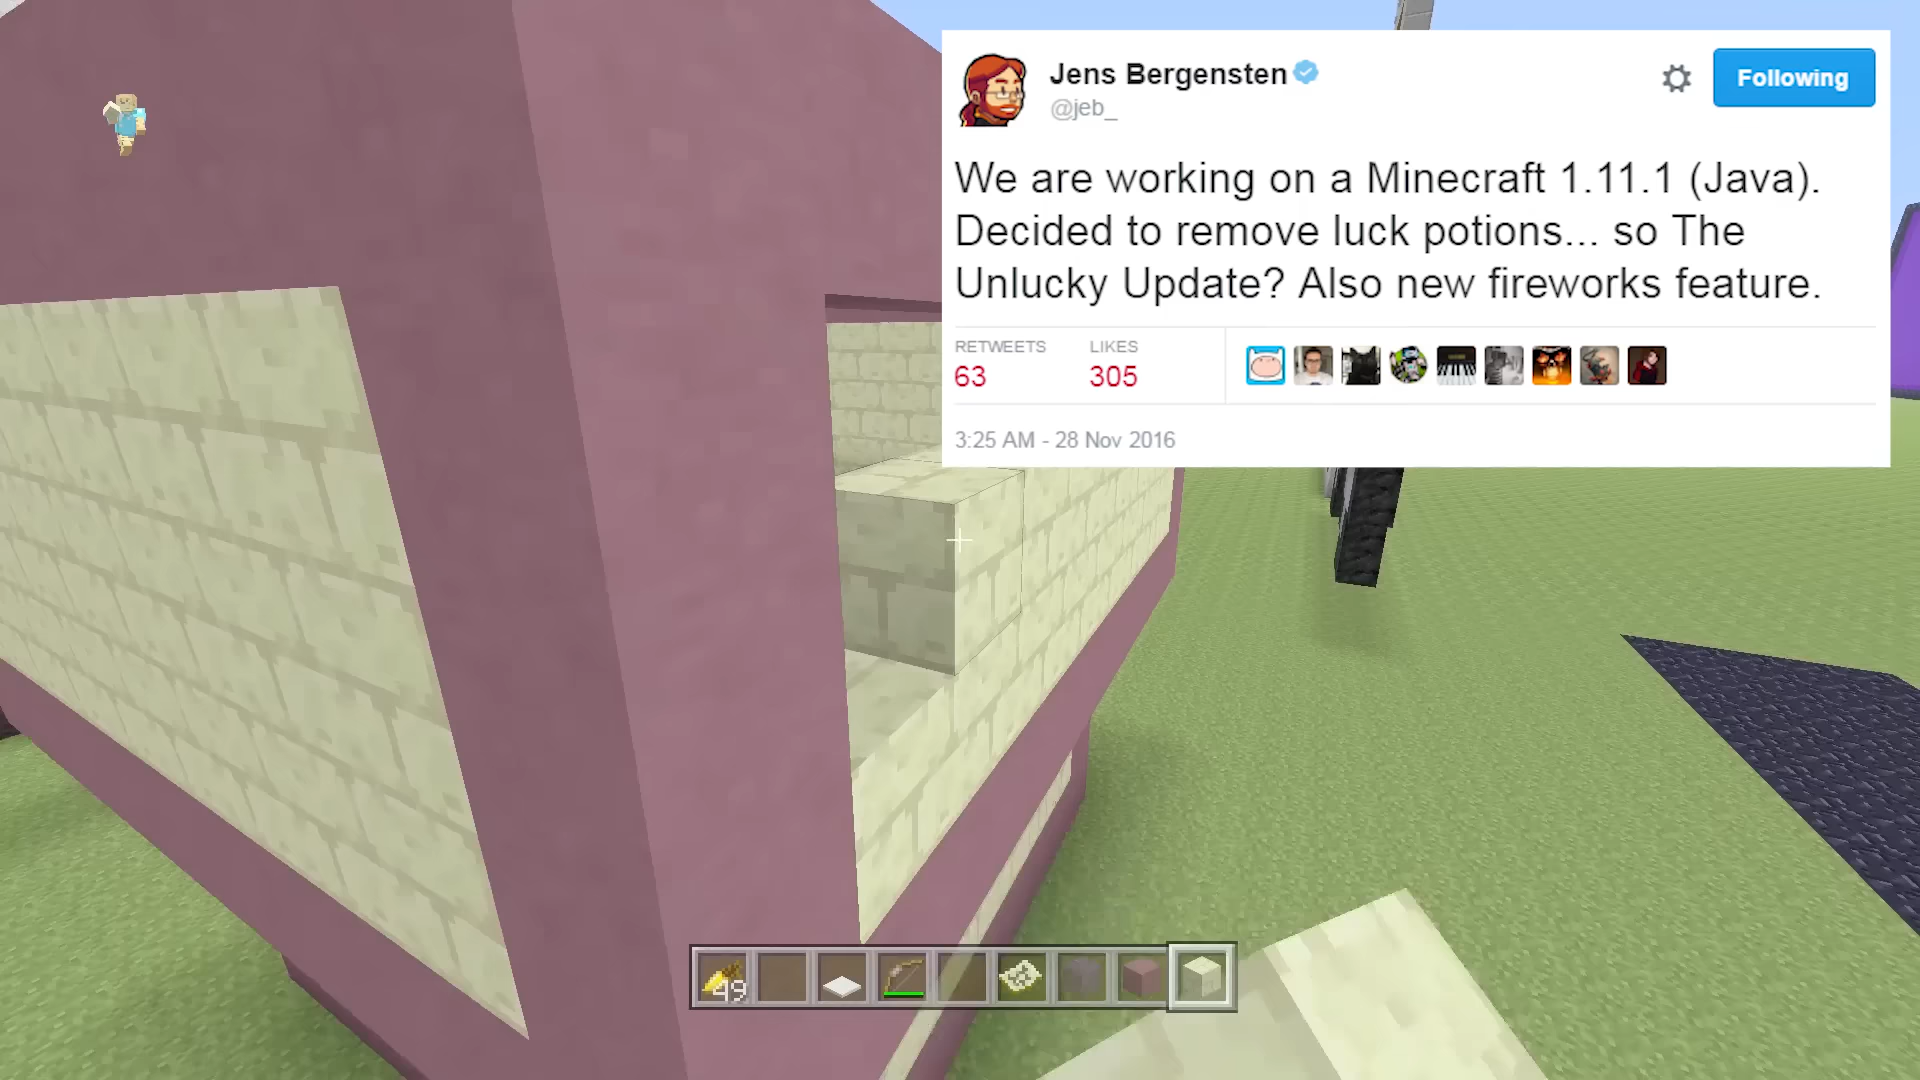 Jens Bergensten
@jeb_
Following
We are working on a Minecraft 1.11.1 (Java).
Decided to remove luck potions... so The
Unlucky Update? Also new fireworks feature.
RETWEETS LIKES
63 305
3:25 AM - 28 Nov 2016
49